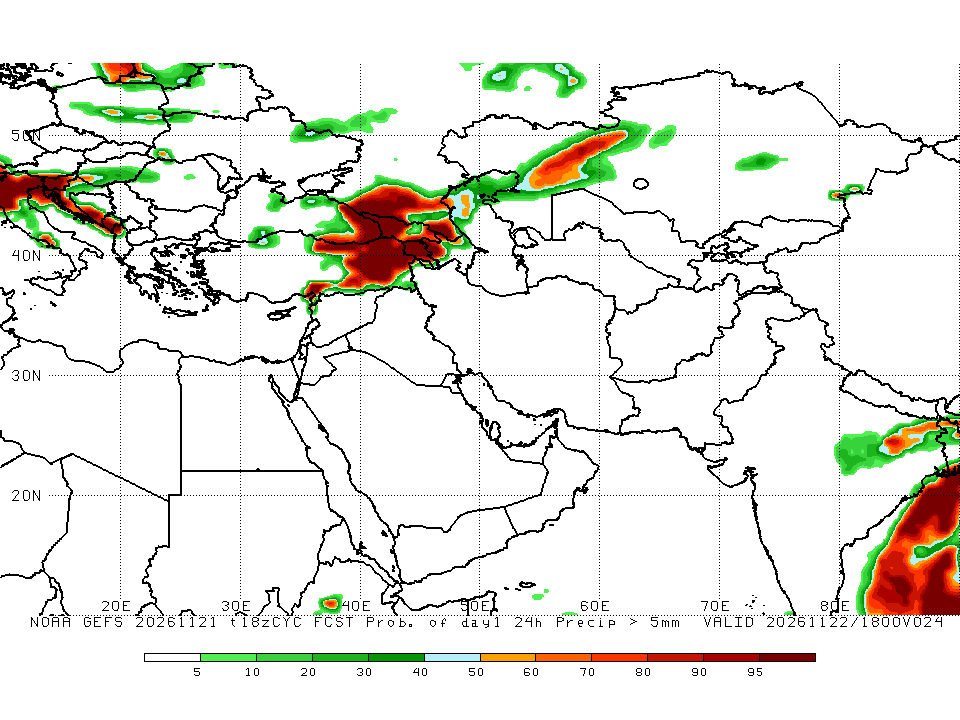 50N
40N
30N
20N
20E 30E 40E 50E 60E 70E 80E
NOAA GEFS 20261121 t18zCYC FCST Prob. of day1 24h Precip > 5mm VALID 20261122/1800V024
5 10 20 30 40 50 60 70 80 90 95